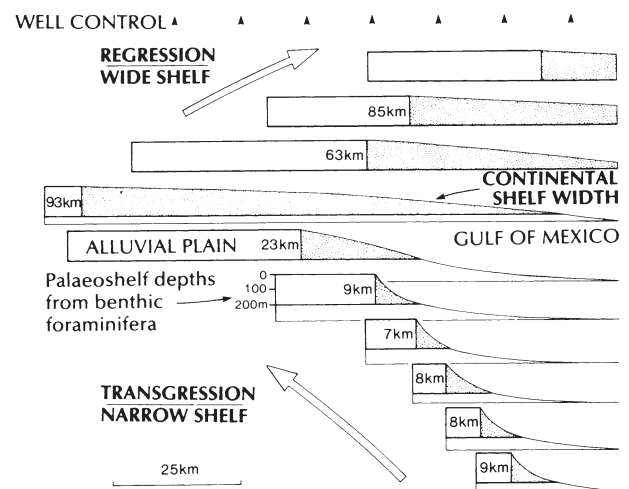 WELL CONTROL
REGRESSION
WIDE SHELF
85km
63km
CONTINENTAL
SHELF WIDTH
93km
ALLUVIAL PLAIN
23km
GULF OF MEXICO
Palaeoshelf depths
from benthic
foraminifera
0
100
200m
9km
7km
8km
TRANSGRESSION
NARROW SHELF
8km
9km
25km